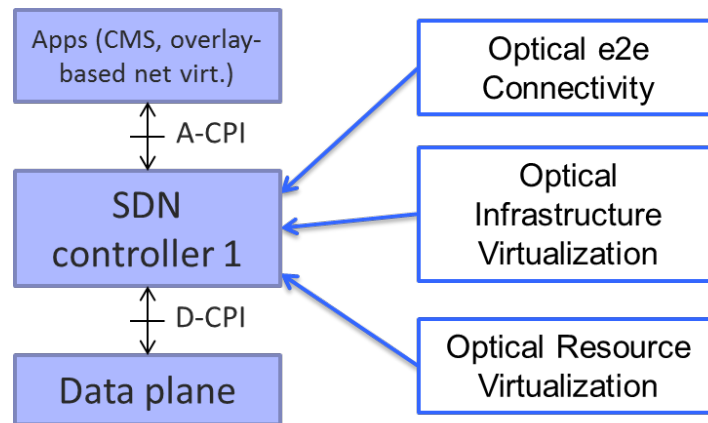 Apps (CMS, overlay-
based net virt.)
A-CPI
SDN
controller 1
D-CPI
Data plane
Optical e2e
Connectivity
Optical
Infrastructure
Virtualization
Optical Resource
Virtualization